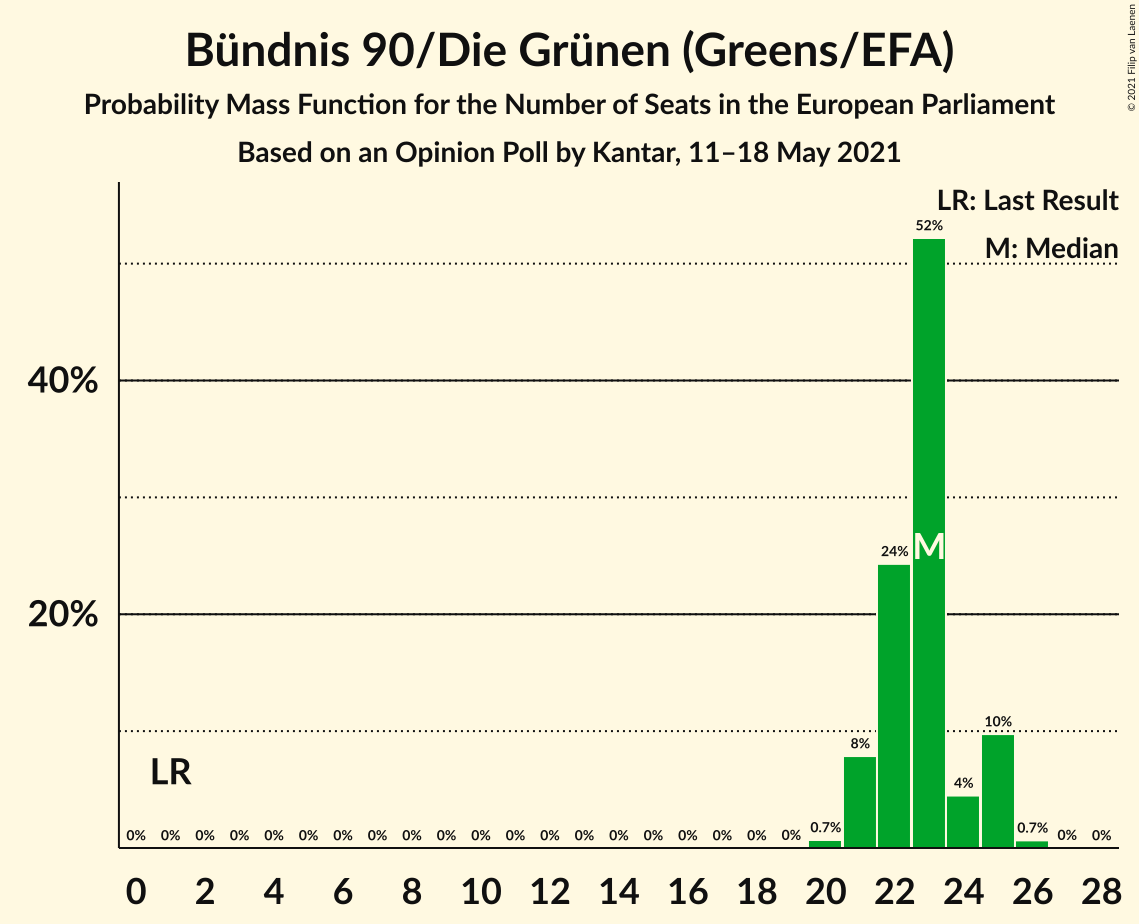 Bündnis 90/Die Grünen (Greens/EFA)
Probability Mass Function for the Number of Seats in the European Parliament
Based on an Opinion Poll by Kantar, 11–18 May 2021
© 2021 Filip van Laenen
LR: Last Result
52%
M: Median
40%
24%
M
20%
10%
8%
LR
4%
0% 0% 0% 0% 0% 0% 0% 0% 0% 0% 0% 0% 0% 0% 0% 0% 0% 0% 0% 0% 0.7% 0.7% 0% 0%
0 2 4 6 8 10 12 14 16 18 20 22 24 26 28